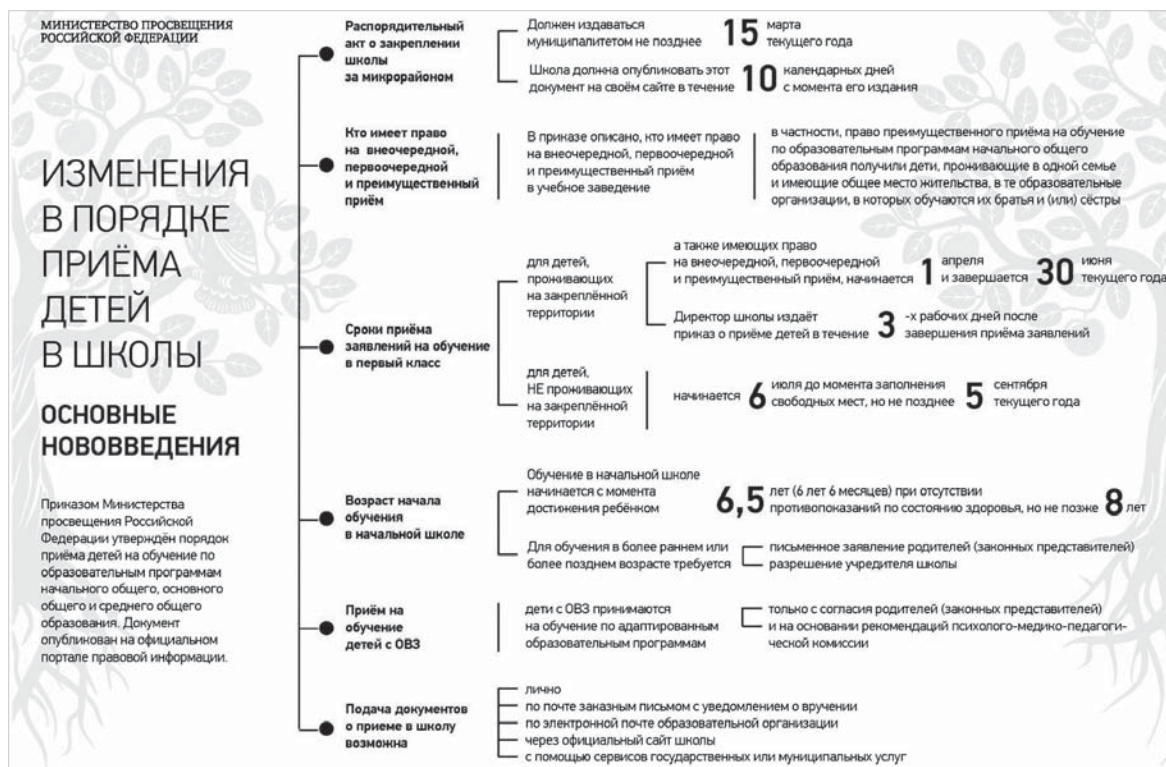 МИНИСТЕРСТВО ПРОСВЕЩЕНИЯ
РОССИЙСКОЙ ФЕДЕРАЦИИ
ИЗМЕНЕНИЯ
В ПОРЯДКЕ
ПРИЁМА
ДЕТЕЙ
В ШКОЛЫ
ОСНОВНЫЕ
НОВОВВЕДЕНИЯ
Приказом Министерства
просвещения Российской
Федерации утверждён порядок
приёма детей на обучение по
образовательным программам
начального общего, основного
общего и среднего общего
образования. Документ
опубликован на официальном
портале правовой информации.
Распорядительный
акт о закреплении
школы
за микрорайоном
Должен издаваться
муниципалитетом не позднее
15
марта
текущего года
Школа должна опубликовать этот
документ на своём сайте в течение
10
календарных дней
с момента его издания
Кто имеет право
на внеочередной,
первоочередной
и преимущественный
приём
В приказе описано, кто имеет право
на внеочередной, первоочередной
и преимущественный приём
в учебное заведение
в частности, право преимущественного приёма на обучение
по образовательным программам начального общего
образования получили дети, проживающие в одной семье
и имеющие общее место жительства, в те образовательные
организации, в которых обучаются их братья и (или) сёстры
Сроки приёма
заявлений на обучение
в первый класс
для детей,
проживающих
на закреплённой
территории
а также имеющих право
на внеочередной, первоочередной
и преимущественный приём, начинается
1
апреля
и завершается
30
июня
текущего года
Директор школы издаёт
приказ о приёме детей в течение
3
-х рабочих дней после
завершения приёма заявлений
для детей,
НЕ проживающих
на закреплённой
территории
начинается
6
июля до момента заполнения
свободных мест, но не позднее
5
сентября
текущего года
Возраст начала
обучения
в начальной школе
Обучение в начальной школе
начинается с момента
достижения ребёнком
6,5
лет (6 лет 6 месяцев) при отсутствии
противопоказаний по состоянию здоровья, но не позже
8
лет
Для обучения в более раннем или
более позднем возрасте требуется
письменное заявление родителей (законных представителей)
разрешение учредителя школы
Приём на
обучение
детей с ОВЗ
дети с ОВЗ принимаются
на обучение по адаптированным
образовательным программам
только с согласия родителей (законных представителей)
и на основании рекомендаций психолого-медико-педагоги-
ческой комиссии
Подача документов
о приеме в школу
возможна
лично
по почте заказным письмом с уведомлением о вручении
по электронной почте образовательной организации
через официальный сайт школы
с помощью сервисов государственных или муниципальных услуг